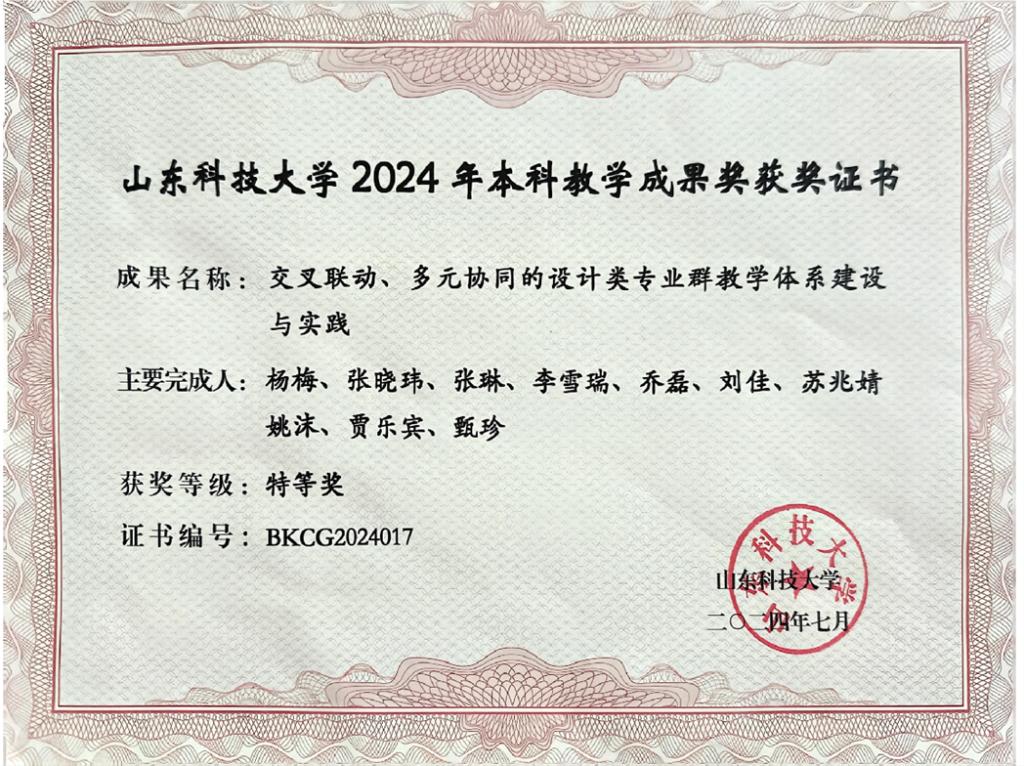 山东科技大学 2024 年本科教学成果奖获奖证书
成果名称：交叉联动、多元协同的设计类专业群教学体系建设
与实践
主要完成人：杨梅、张晓玮、张琳、李雪瑞、乔磊、刘佳、苏兆婧
姚沫、贾乐宾、甄珍
获奖等级：特等奖
证书编号：BKCG2024017
山东科技大学
二〇二四年七月
山东科技大学